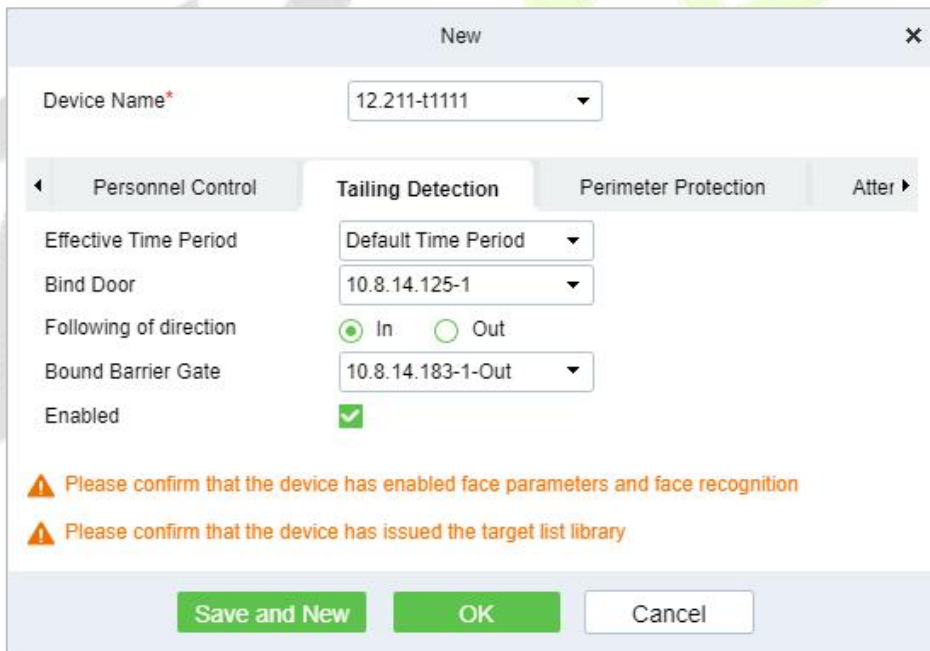 New
Device Name* 12.211-t1111
Personnel Control Tailing Detection Perimeter Protection Atter
Effective Time Period Default Time Period
Bind Door 10.8.14.125-1
Following of direction In Out
Bound Barrier Gate 10.8.14.183-1-Out
Enabled
Please confirm that the device has enabled face parameters and face recognition
Please confirm that the device has issued the target list library
Save and New OK Cancel